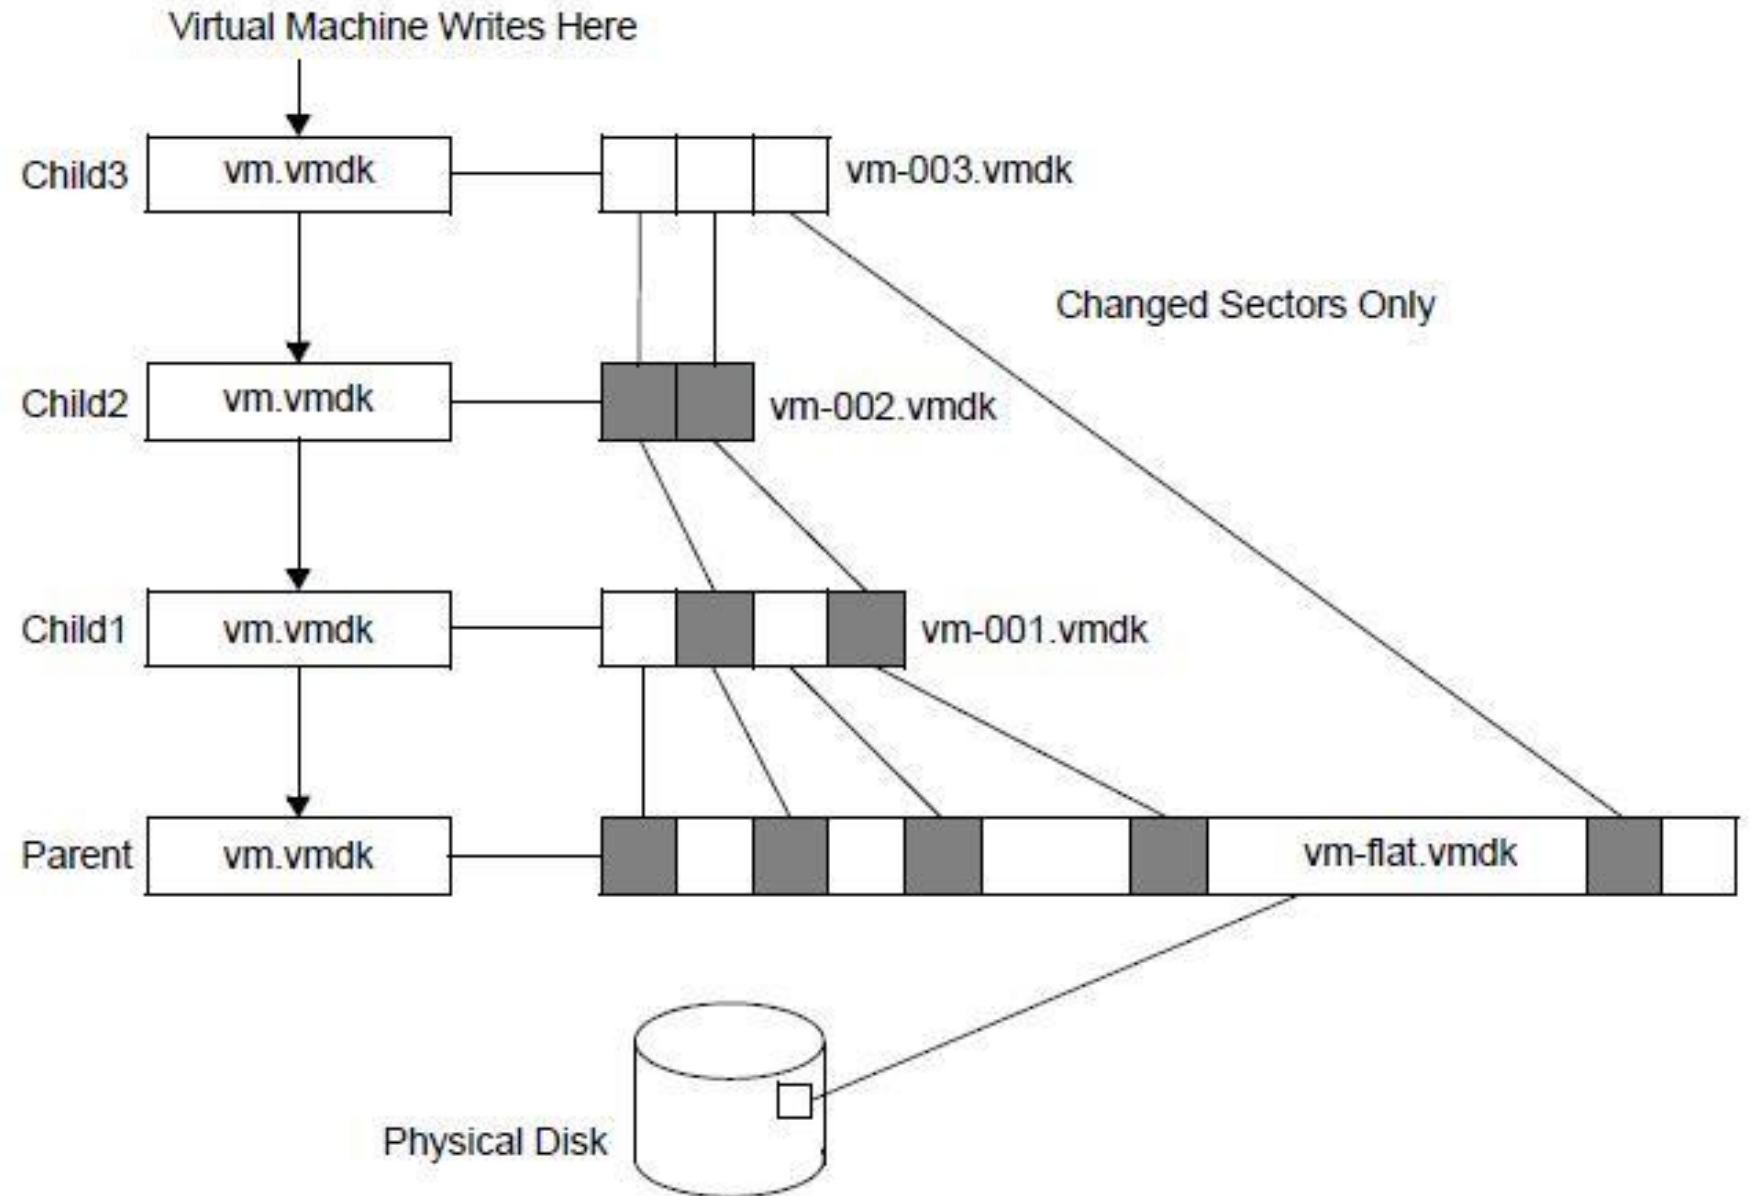 Virtual Machine Writes Here
Child3
vm.vmdk
vm-003.vmdk
Changed Sectors Only
Child2
vm.vmdk
vm-002.vmdk
Child1
vm.vmdk
vm-001.vmdk
Parent
vm.vmdk
vm-flat.vmdk
Physical Disk